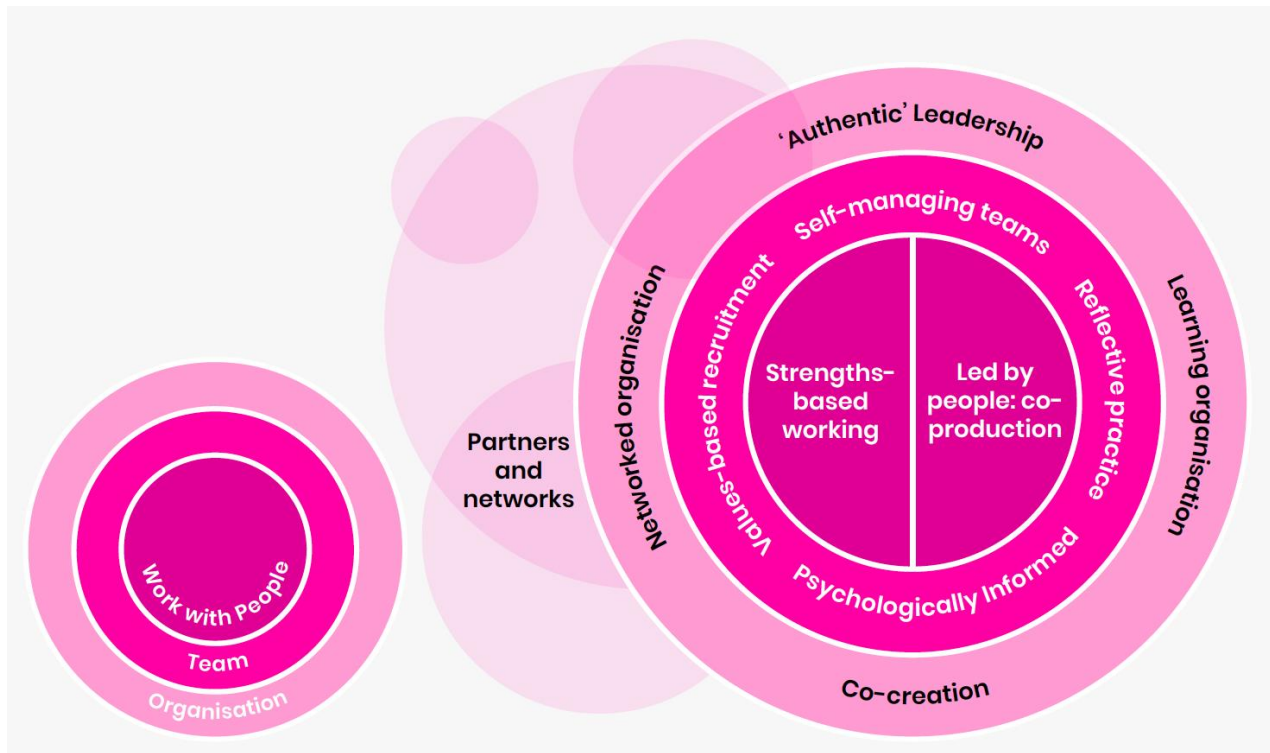 Work with People
Team
Organisation
Partners
and
networks
'Authentic' Leadership
Networked organisation
Learning organisation
Co-creation
Self-managing teams
Values-based recruitment
Reflective practice
Psychologically Informed
Strengths-
based
working
Led by
people: co-
production